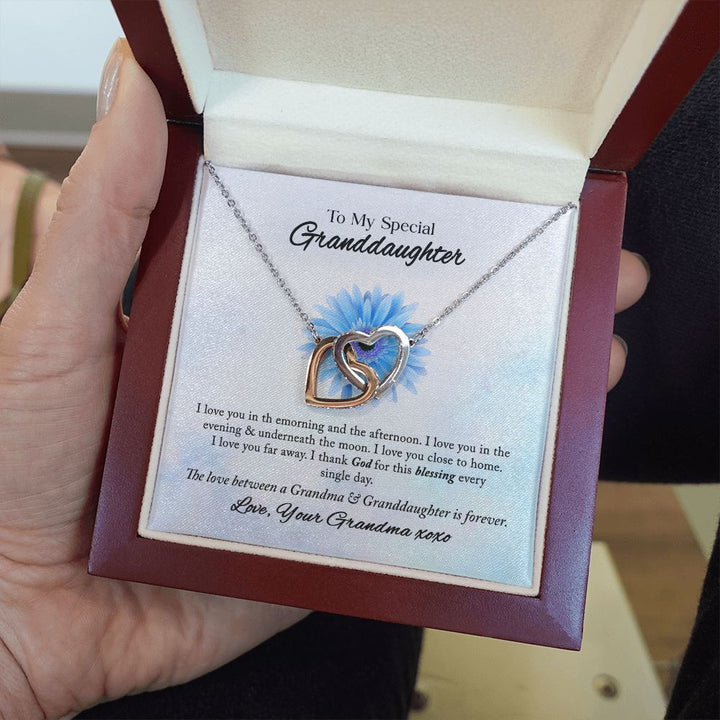 To My Special
Granddaughter
I love you in th emorning and the afternoon. I love you in the
evening & underneath the moon. I love you close to home.
I love you far away. I thank God for this blessing every
single day.
The love between a Grandma & Granddaughter is forever.
Love, Your Grandma xoxo